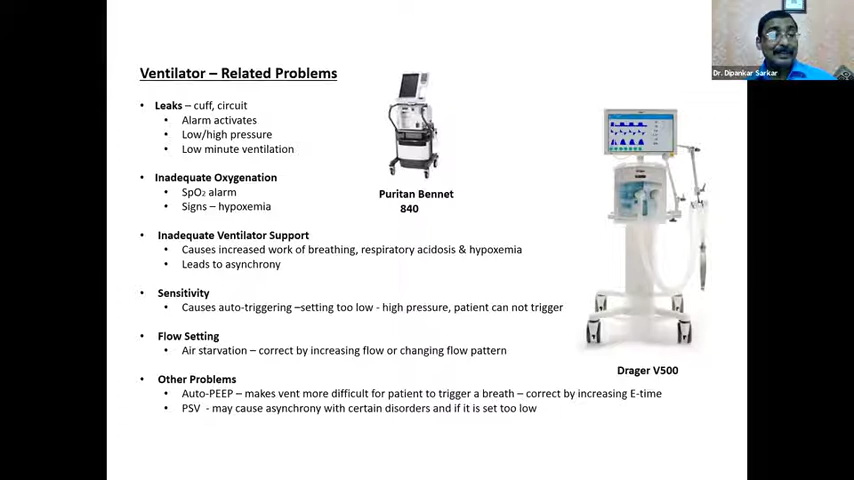 Dr. Dipankar Sarkar
Ventilator – Related Problems
• Leaks – cuff, circuit
• Alarm activates
• Low/high pressure
• Low minute ventilation
• Inadequate Oxygenation
• SpO₂ alarm
• Signs – hypoxemia
• Inadequate Ventilator Support
• Causes increased work of breathing, respiratory acidosis & hypoxemia
• Leads to asynchrony
• Sensitivity
• Causes auto-triggering –setting too low - high pressure, patient can not trigger
• Flow Setting
• Air starvation – correct by increasing flow or changing flow pattern
• Other Problems
• Auto-PEEP – makes vent more difficult for patient to trigger a breath – correct by increasing E-time
• PSV - may cause asynchrony with certain disorders and if it is set too low
Puritan Bennet
840
Drager V500